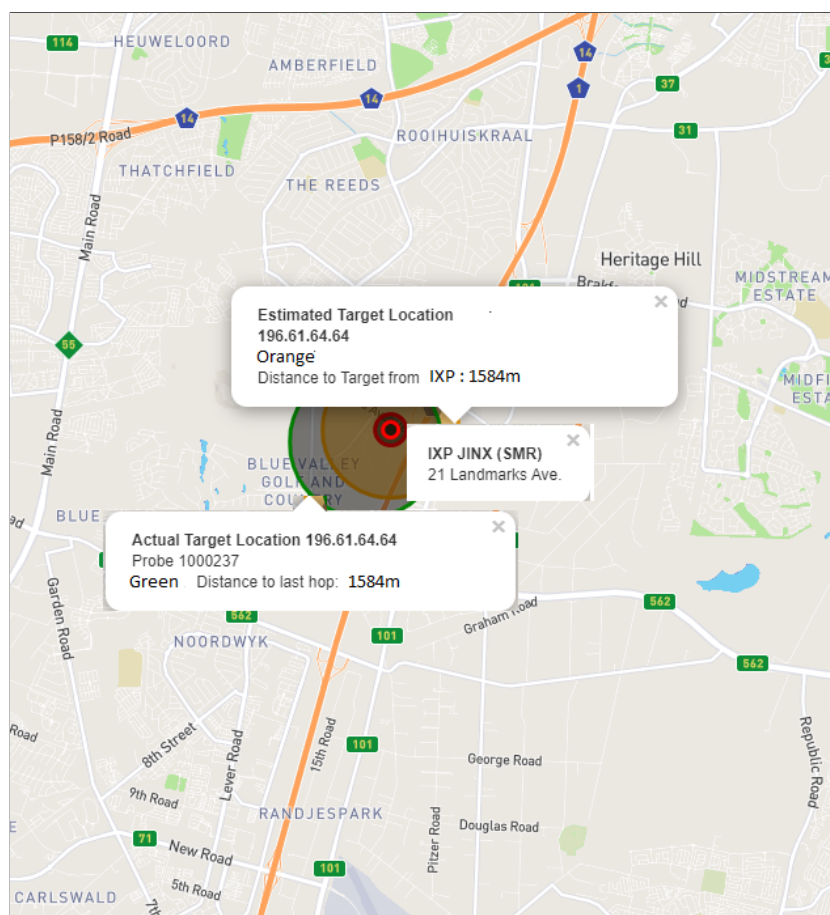 114
HEUWELOORD
AMBERFIELD
14
1
37
14
14
31
P158/2 Road
ROOIHUISKRAAL
THATCHFIELD
THE REEDS
Main Road
Heritage Hill
MIDSTREAM
ESTATE
Estimated Target Location
196.61.64.64
Orange
Distance to Target from IXP : 1584m
55
MIDFI
ESTA
Main Road
IXP JINX (SMR)
21 Landmarks Ave.
BLUE VALLEY
GOLF AND
COUNTRY
BLUE
Actual Target Location 196.61.64.64
Probe 1000237
Green Distance to last hop: 1584m
Garden Road
562
Graham Road
562
NOORDWYK
101
562
8th Street
Lever Road
15th Road
101
Republic Road
Road
George Road
9th Road
RANDJESPARK
Pitzer Road
Douglas Road
71
New Road
101
5th Road
CARLSWALD